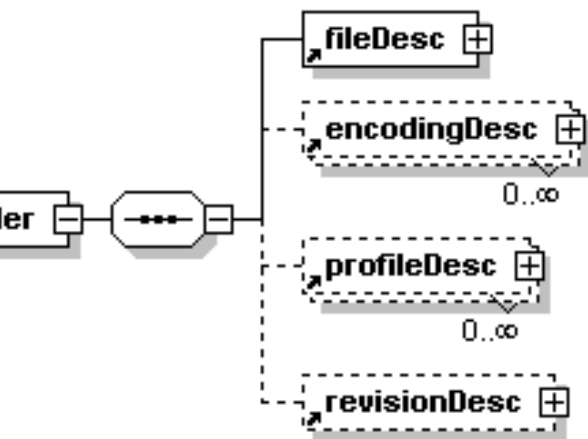 fileDesc
encodingDesc
0..∞
der
profileDesc
0..∞
revisionDesc